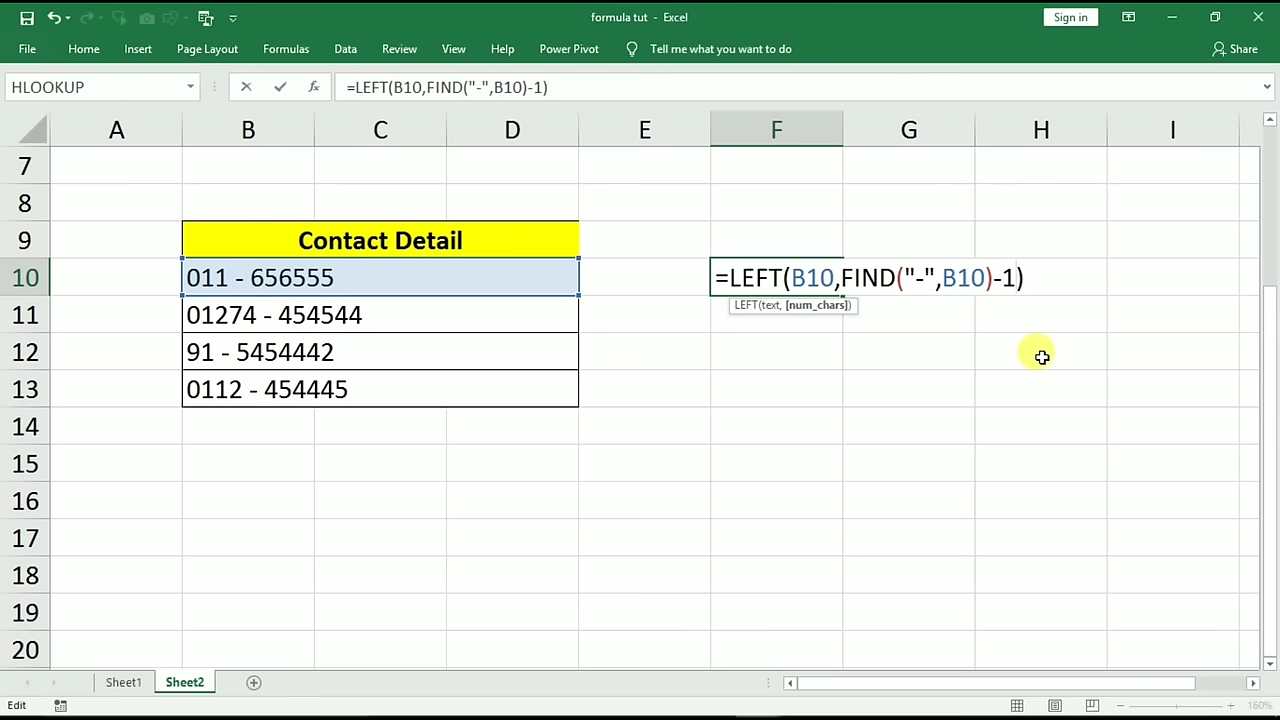 formula tut - Excel
Sign in
File Home Insert Page Layout Formulas Data Review View Help Power Pivot Tell me what you want to do Share
HLOOKUP fx =LEFT(B10,FIND("-",B10)-1)
A B C D E F G H I
7
8
9 Contact Detail
10 011 - 656555 =LEFT(B10,FIND("-",B10)-1)
LEFT(text, [num_chars])
11 01274 - 454544
12 91 - 5454442
13 0112 - 454445
14
15
16
17
18
19
20
Sheet1 Sheet2
Edit 160%